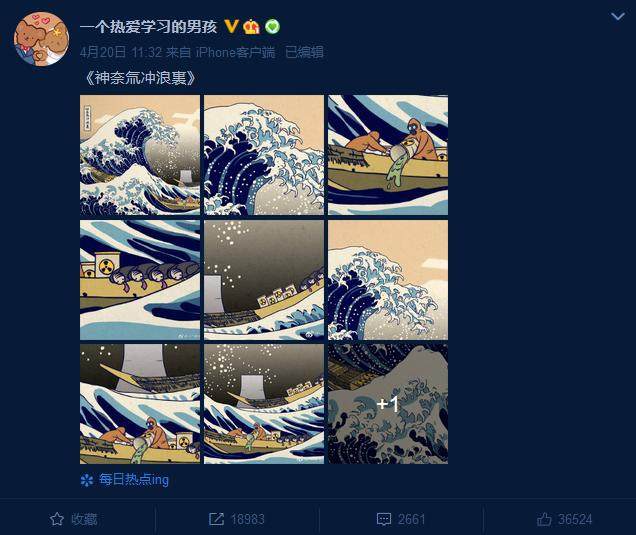 一个热爱学习的男孩
4月20日 11:32 来自 iPhone客户端 已编辑
《神奈氚冲浪裏》
+1
每日热点ing
收藏
18983
2661
36524